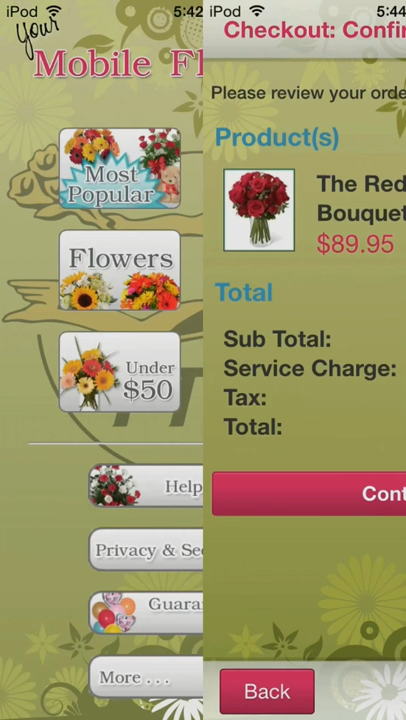 iPod 5:42
your
Mobile Fl
Most
Popular
Flowers
Under
$50
Help
Privacy & Sec
Guara
More . . .
iPod 5:44
Checkout: Confir
Please review your orde
Product(s)
The Red
Bouquet
$89.95
Total
Sub Total:
Service Charge:
Tax:
Total:
Cont
Back